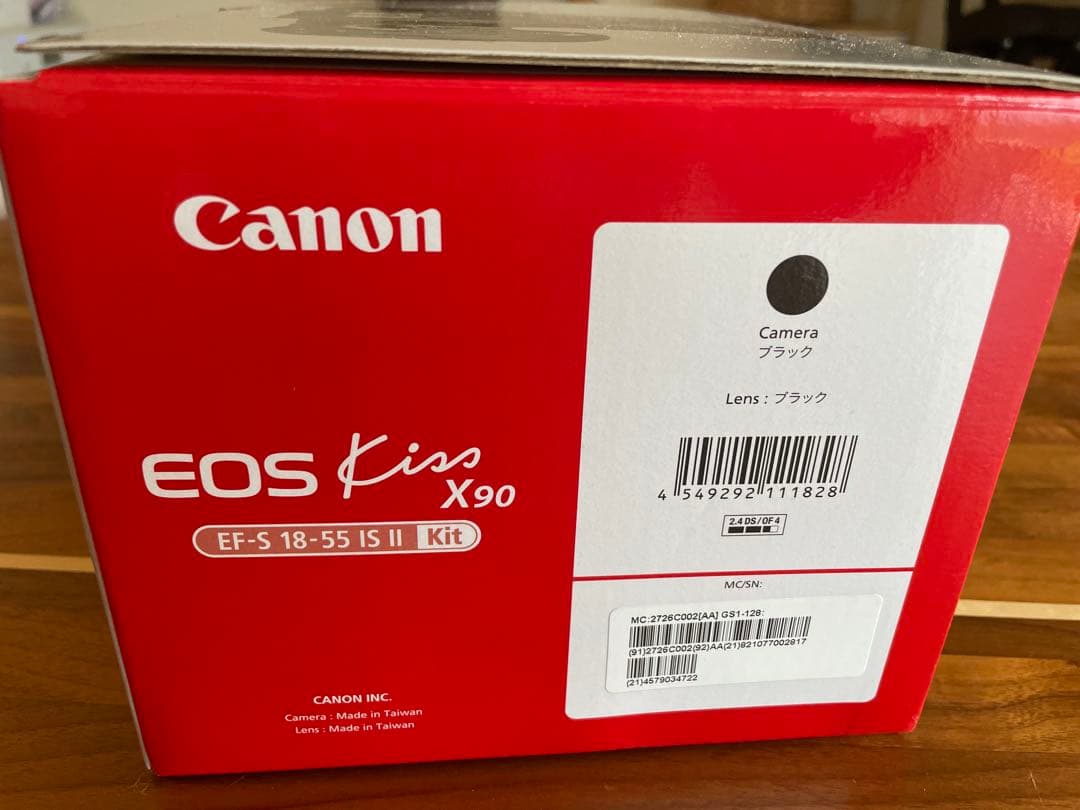 Canon
EOS Kiss
X90
EF-S 18-55 IS II Kit
CANON INC.
Camera : Made in Taiwan
Lens : Made in Taiwan
Camera
ブラック
Lens : ブラック
4 549292 111828
2.4 DS/OF4
MC/SN:
MC:2726C002[AA] GS1-128:
(91)2726C002(92)AA(21)821077002817
(21)4579034722